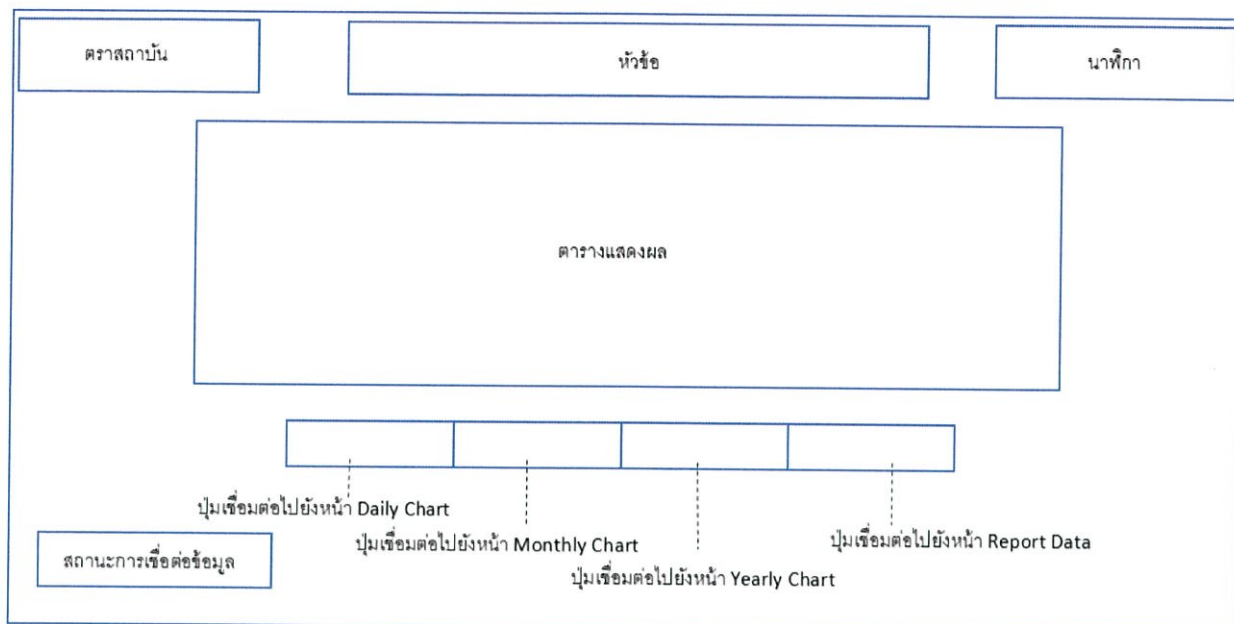 ตราสถาบัน
หัวข้อ
นาฬิกา
ตารางแสดงผล
ปุ่มเชื่อมต่อไปยังหน้า Daily Chart
ปุ่มเชื่อมต่อไปยังหน้า Monthly Chart
ปุ่มเชื่อมต่อไปยังหน้า Yearly Chart
ปุ่มเชื่อมต่อไปยังหน้า Report Data
สถานะการเชื่อต่อข้อมูล